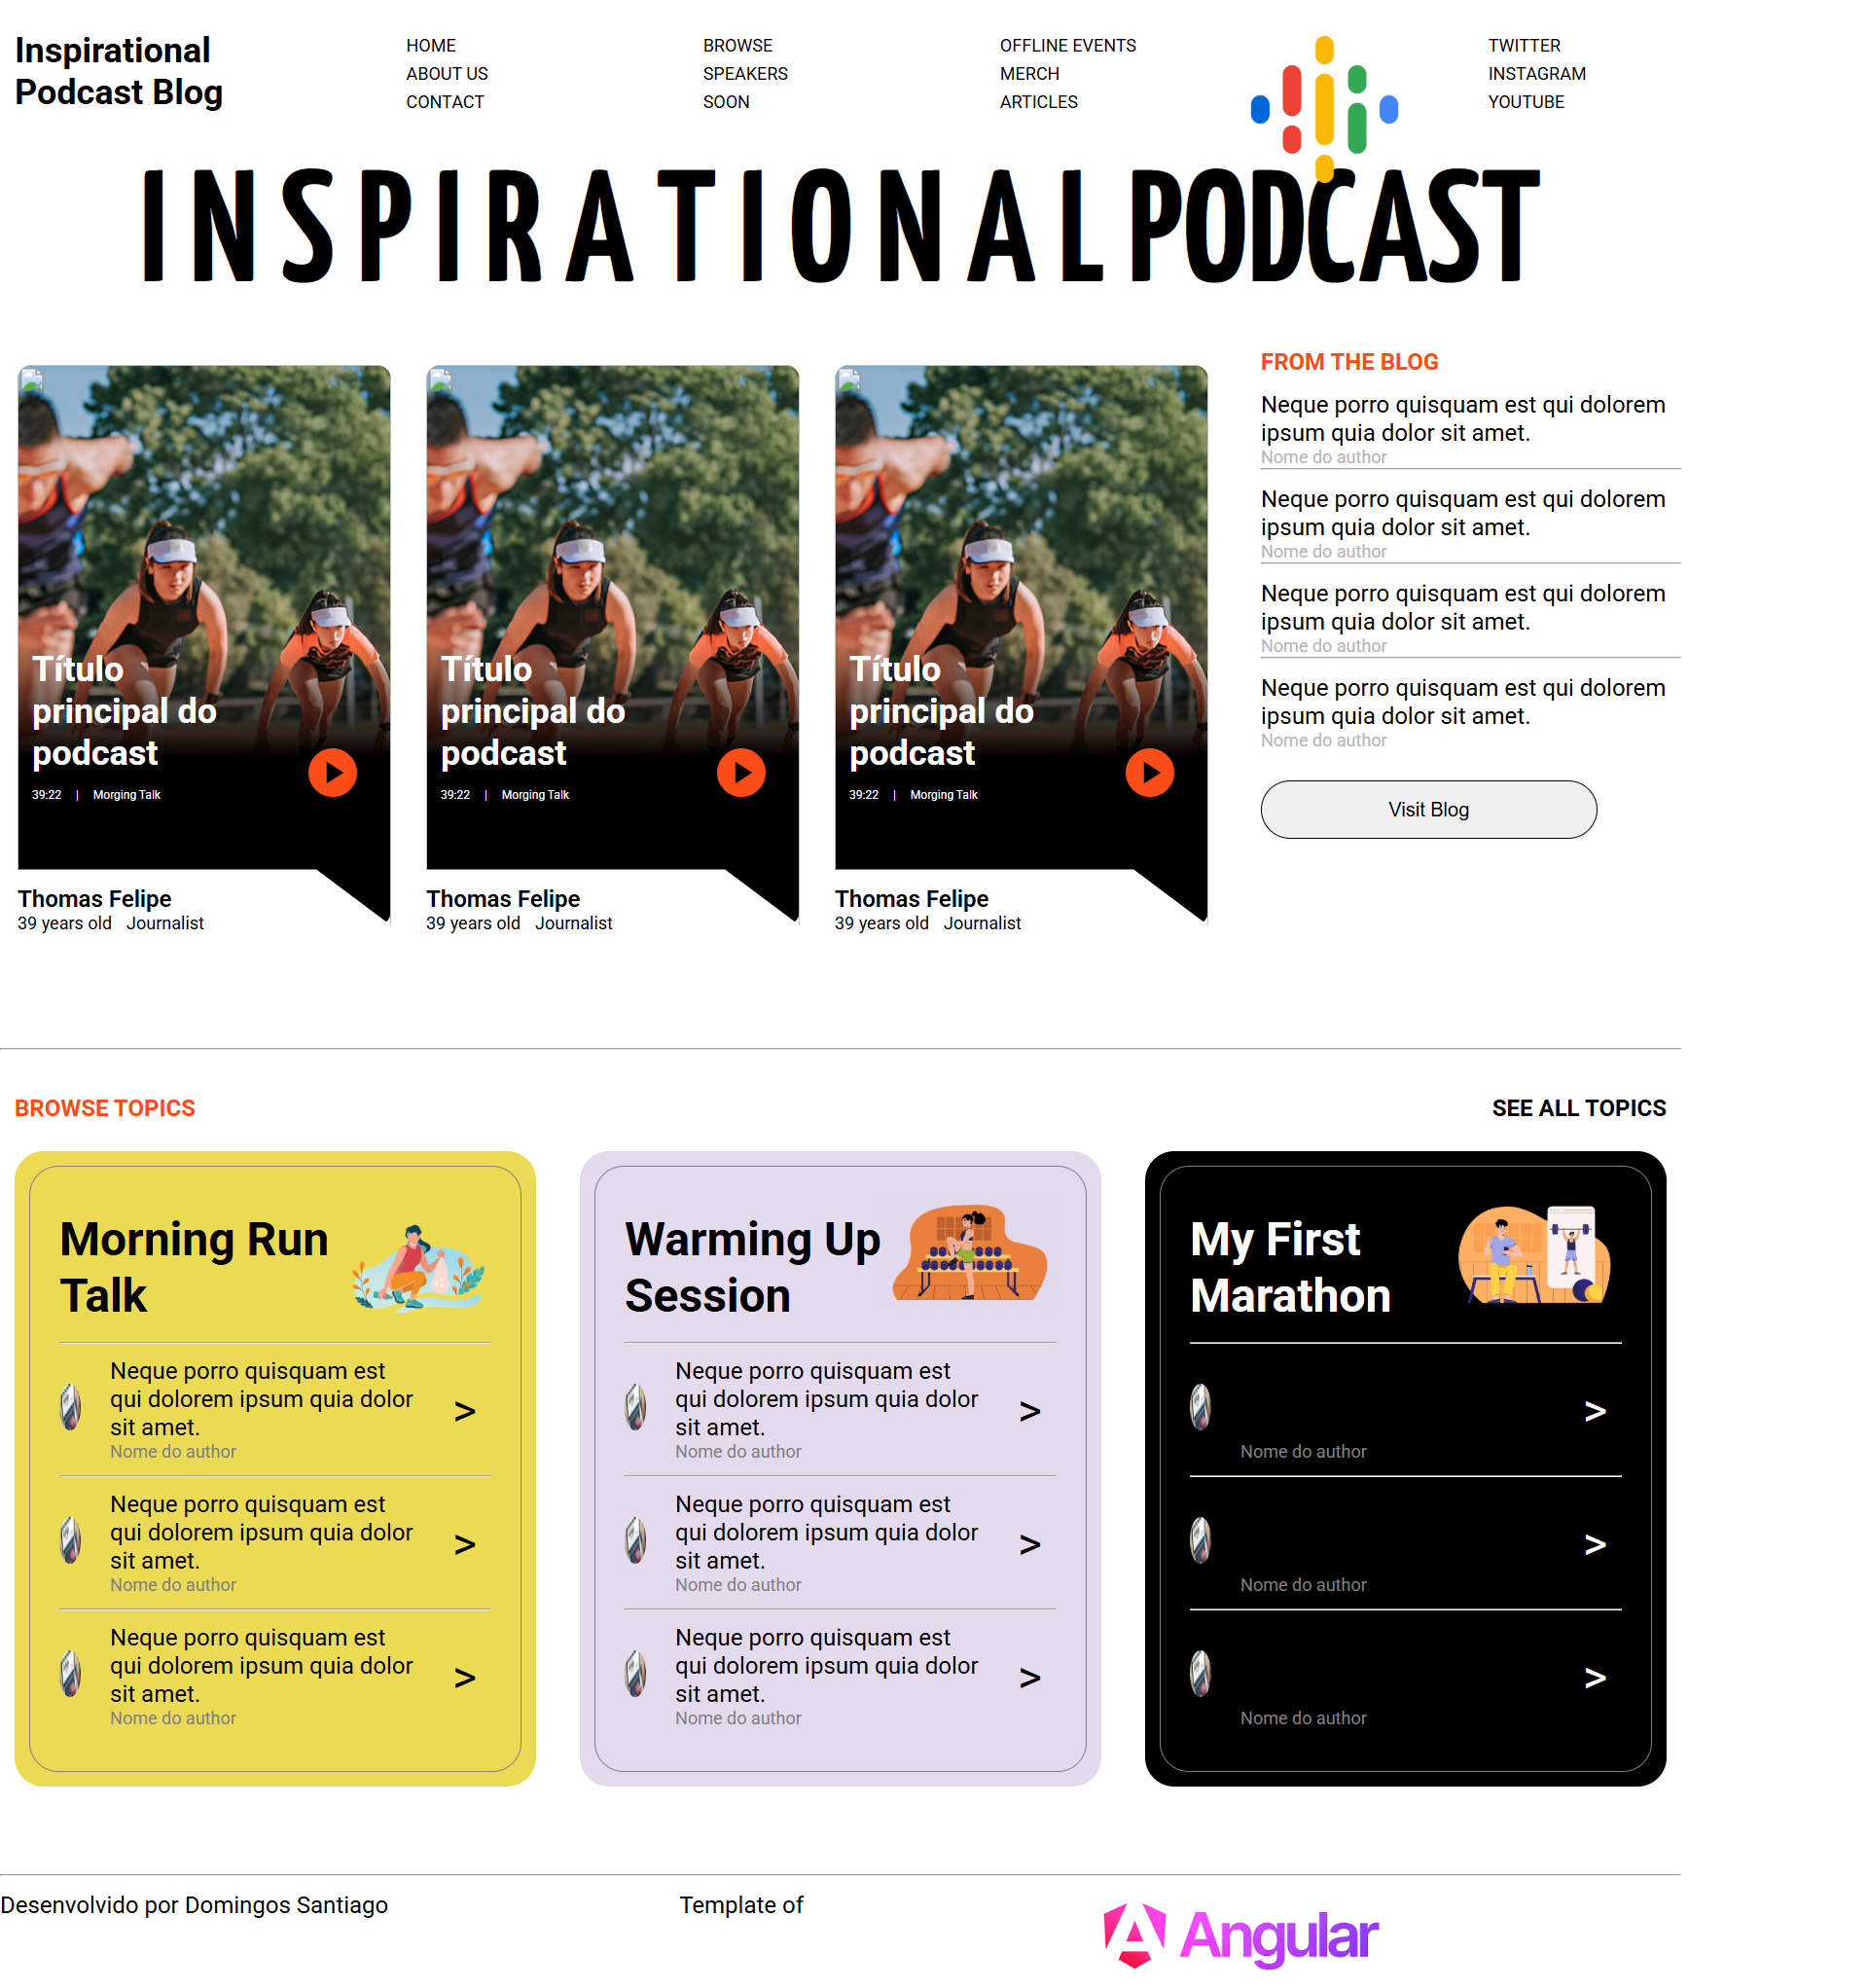 Inspirational
Podcast Blog
HOME
ABOUT US
CONTACT
BROWSE
SPEAKERS
SOON
OFFLINE EVENTS
MERCH
ARTICLES
TWITTER
INSTAGRAM
YOUTUBE
INSPIRATIONAL PODCAST
Título
principal do
podcast
39:22 | Morging Talk
Thomas Felipe
39 years old Journalist
Título
principal do
podcast
39:22 | Morging Talk
Thomas Felipe
39 years old Journalist
Título
principal do
podcast
39:22 | Morging Talk
Thomas Felipe
39 years old Journalist
FROM THE BLOG
Neque porro quisquam est qui dolorem
ipsum quia dolor sit amet.
Nome do author
Neque porro quisquam est qui dolorem
ipsum quia dolor sit amet.
Nome do author
Neque porro quisquam est qui dolorem
ipsum quia dolor sit amet.
Nome do author
Neque porro quisquam est qui dolorem
ipsum quia dolor sit amet.
Nome do author
Visit Blog
BROWSE TOPICS
SEE ALL TOPICS
Morning Run
Talk
Neque porro quisquam est
qui dolorem ipsum quia dolor
sit amet.
Nome do author
>
Neque porro quisquam est
qui dolorem ipsum quia dolor
sit amet.
Nome do author
>
Neque porro quisquam est
qui dolorem ipsum quia dolor
sit amet.
Nome do author
>
Warming Up
Session
Neque porro quisquam est
qui dolorem ipsum quia dolor
sit amet.
Nome do author
>
Neque porro quisquam est
qui dolorem ipsum quia dolor
sit amet.
Nome do author
>
Neque porro quisquam est
qui dolorem ipsum quia dolor
sit amet.
Nome do author
>
My First
Marathon
Nome do author
>
Nome do author
>
Nome do author
>
Desenvolvido por Domingos Santiago
Template of
Angular